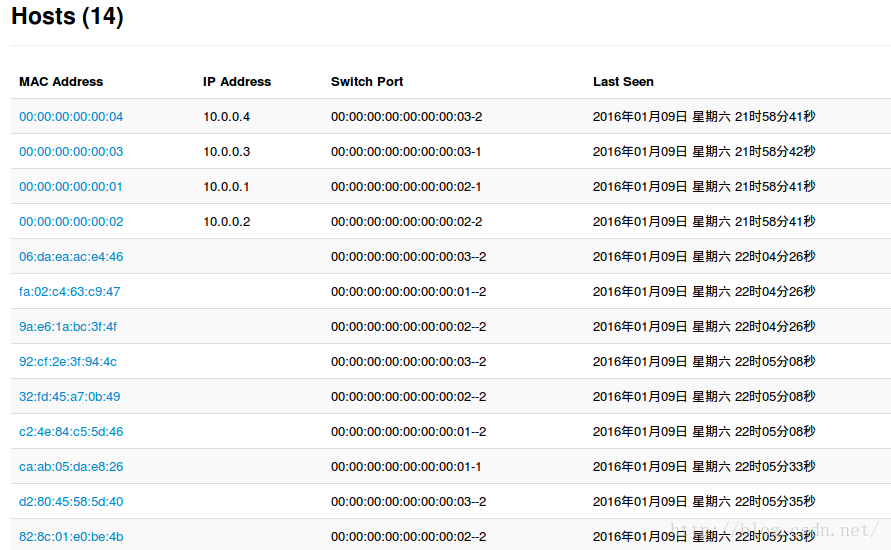 Hosts (14)
MAC Address IP Address Switch Port Last Seen
00:00:00:00:00:04 10.0.0.4 00:00:00:00:00:00:00:03-2 2016年01月09日 星期六 21时58分41秒
00:00:00:00:00:03 10.0.0.3 00:00:00:00:00:00:00:03-1 2016年01月09日 星期六 21时58分42秒
00:00:00:00:00:01 10.0.0.1 00:00:00:00:00:00:00:02-1 2016年01月09日 星期六 21时58分41秒
00:00:00:00:00:02 10.0.0.2 00:00:00:00:00:00:00:02-2 2016年01月09日 星期六 21时58分41秒
06:da:ea:ac:e4:46 00:00:00:00:00:00:00:03--2 2016年01月09日 星期六 22时04分26秒
fa:02:c4:63:c9:47 00:00:00:00:00:00:00:01--2 2016年01月09日 星期六 22时04分26秒
9a:e6:1a:bc:3f:4f 00:00:00:00:00:00:00:02--2 2016年01月09日 星期六 22时04分26秒
92:cf:2e:3f:94:4c 00:00:00:00:00:00:00:03--2 2016年01月09日 星期六 22时05分08秒
32:fd:45:a7:0b:49 00:00:00:00:00:00:00:02--2 2016年01月09日 星期六 22时05分08秒
c2:4e:84:c5:5d:46 00:00:00:00:00:00:00:01--2 2016年01月09日 星期六 22时05分08秒
ca:ab:05:da:e8:26 00:00:00:00:00:00:00:01-1 2016年01月09日 星期六 22时05分33秒
d2:80:45:58:5d:40 00:00:00:00:00:00:00:03--2 2016年01月09日 星期六 22时05分35秒
82:8c:01:e0:be:4b 00:00:00:00:00:00:00:02--2 2016年01月09日 星期六 22时05分33秒
http://blog.csdn.net/